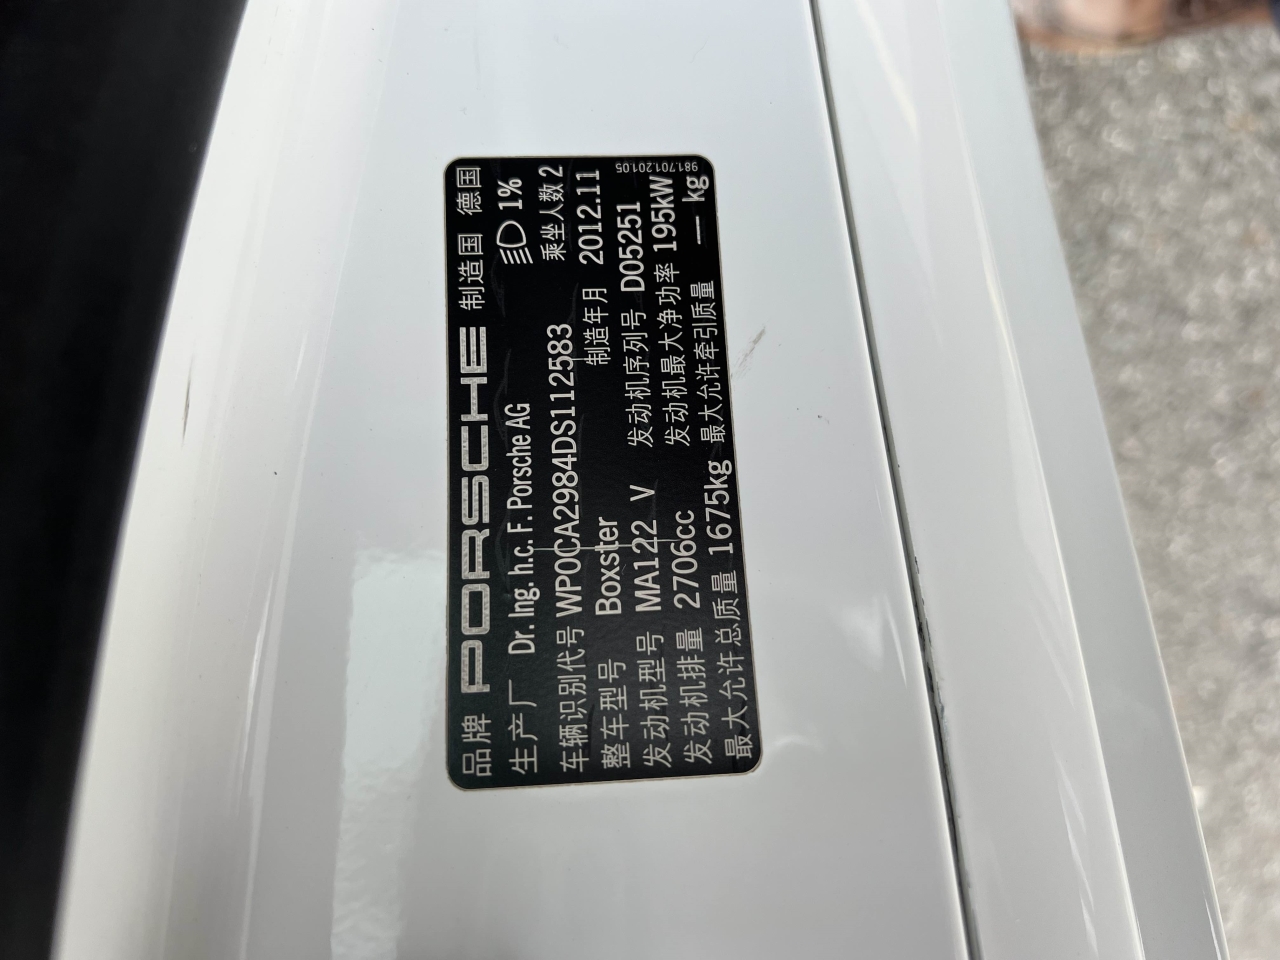 品牌 PORSCHE 制造国 德国
生产厂 Dr. Ing. h.c. F. Porsche AG 1%
车辆识别代号 WP0CA2984DS112583 乘坐人数 2
整车型号 Boxster 制造年月 2012.11
发动机型号 MA122 V 发动机序列号 D05251
发动机排量 2706cc 发动机最大净功率 195kW
最大允许总质量 1675kg 最大允许牵引质量 — kg
981.701.201.05